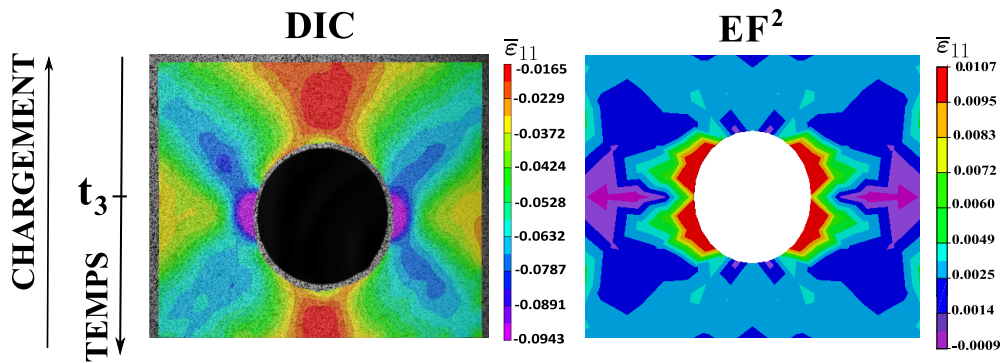 DIC
EF²
CHARGEMENT
t₃
TEMPS
ε̅₁₁
-0.0165
-0.0229
-0.0372
-0.0424
-0.0528
-0.0632
-0.0787
-0.0891
-0.0943
ε̅₁₁
0.0107
0.0095
0.0083
0.0072
0.0060
0.0049
0.0025
0.0014
-0.0009